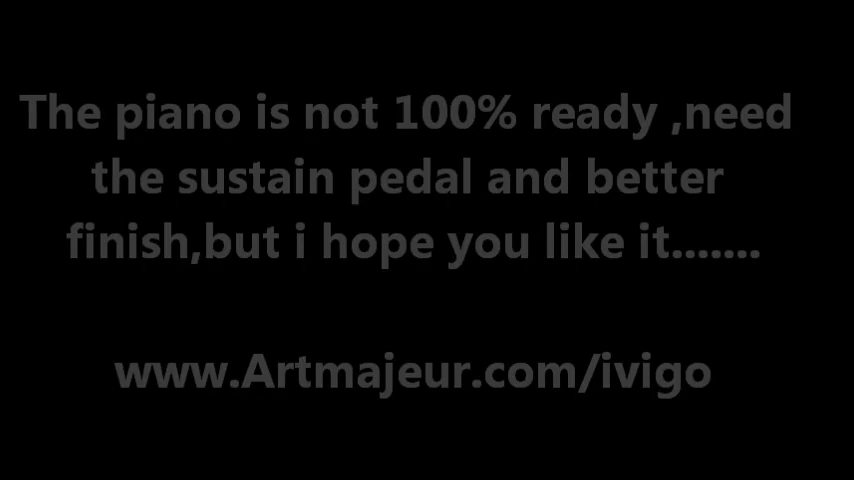 The piano is not 100% ready ,need
the sustain pedal and better
finish,but i hope you like it.......
www.Artmajeur.com/ivigo